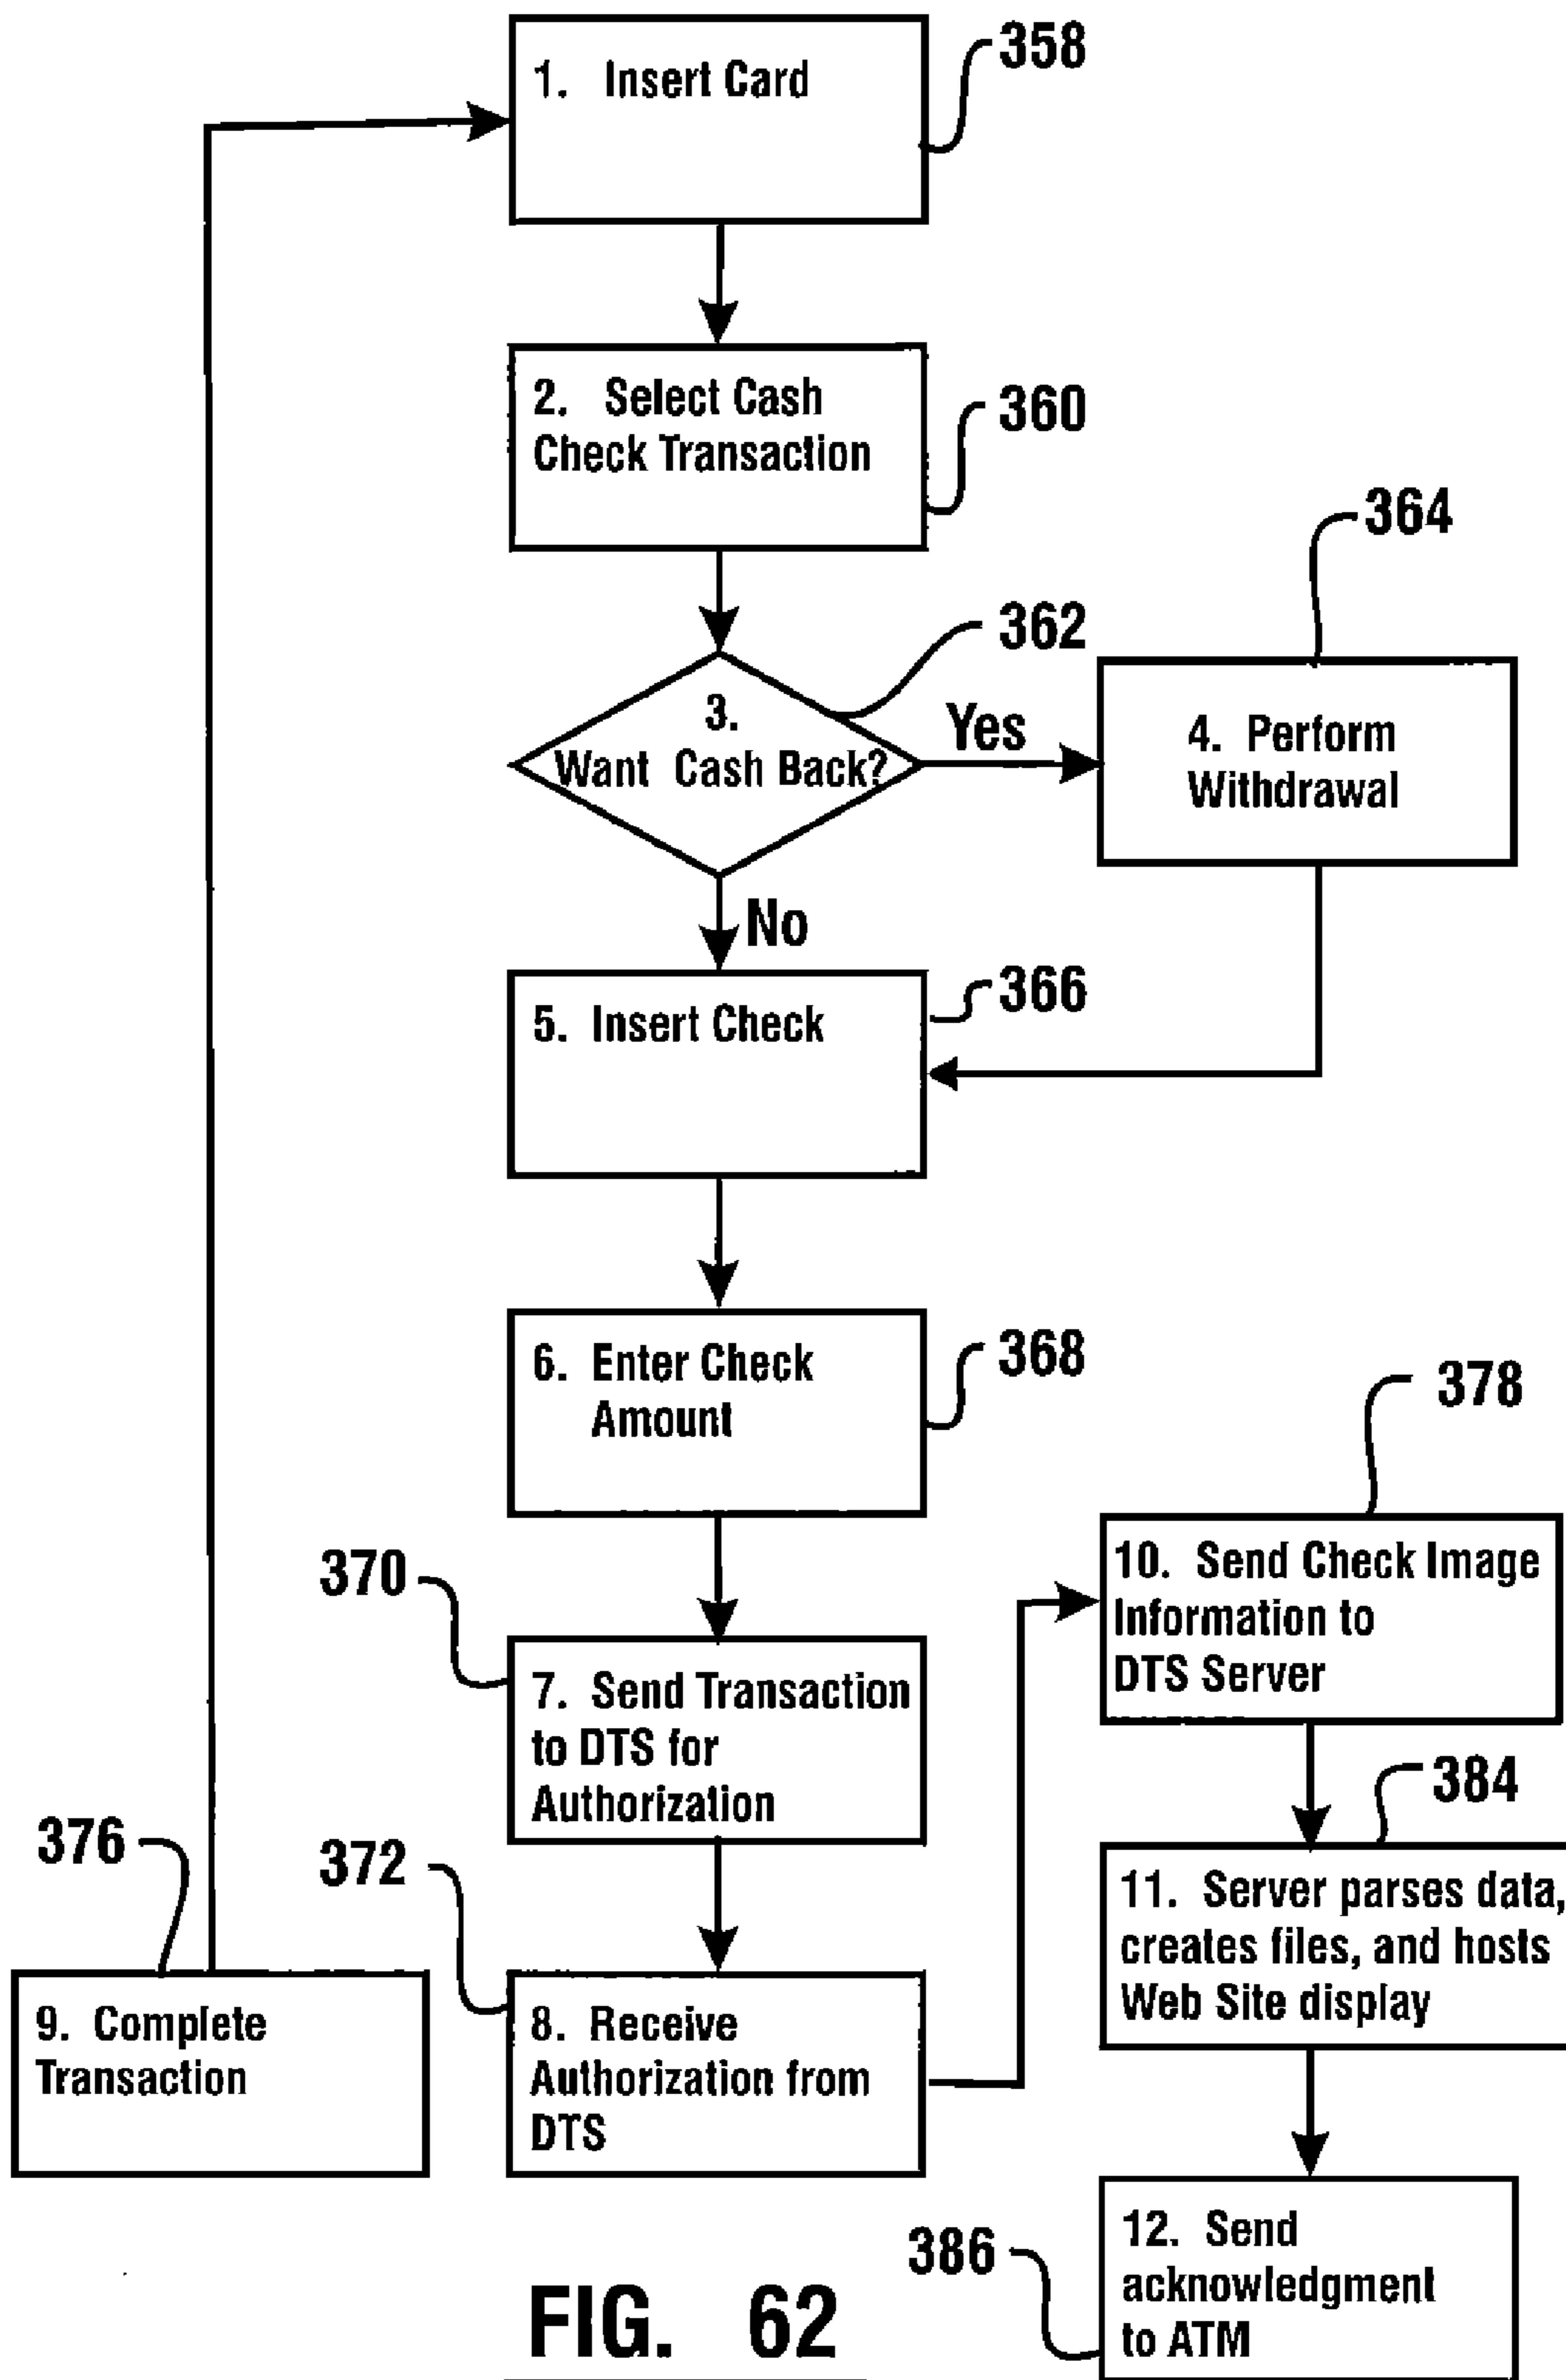 358
1. Insert Card
2. Select Cash
Check Transaction
360
364
362
3.
Want Cash Back?
Yes
4. Perform
Withdrawal
No
366
5. Insert Check
6. Enter Check
Amount
368
378
370
10. Send Check Image
Information to
DTS Server
7. Send Transaction
to DTS for
Authorization
384
376
372
11. Server parses data,
creates files, and hosts
Web Site display
9. Complete
Transaction
8. Receive
Authorization from
DTS
12. Send
acknowledgment
to ATM
386
FIG. 62